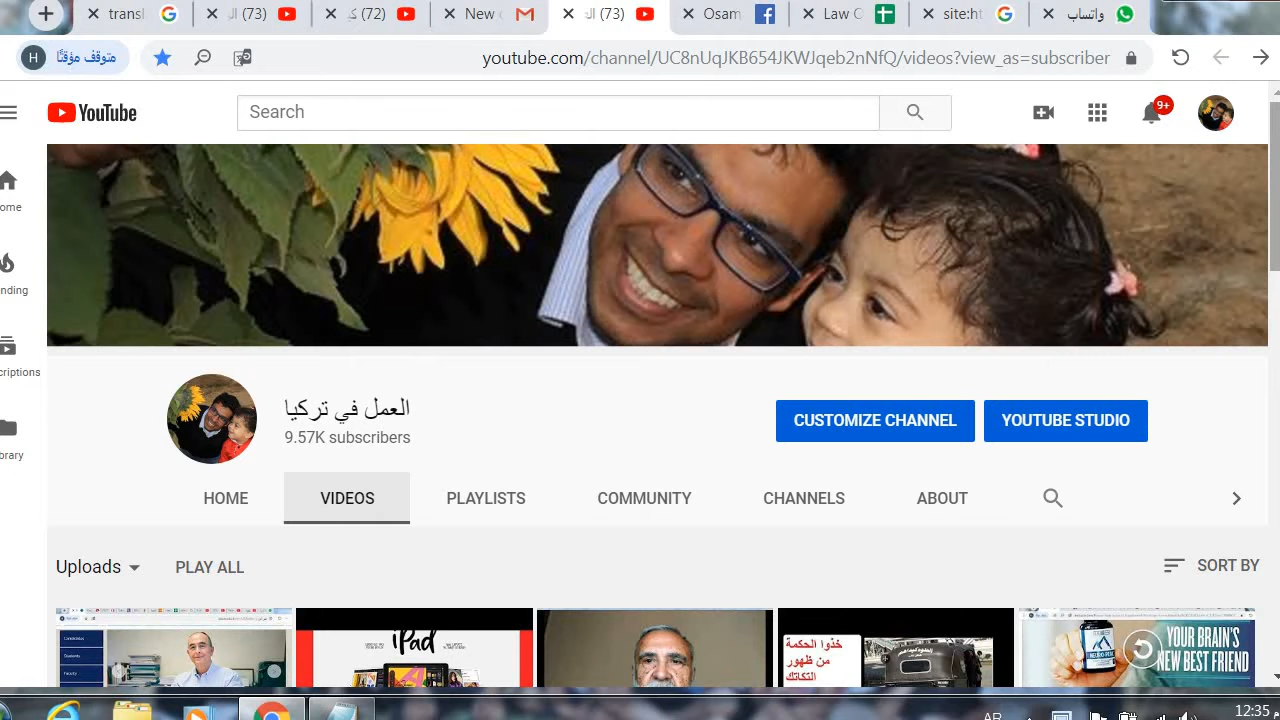 transl
(73) ال
(72) ك
New
(73) ال
Osam
Law C
site:ht
واتساب
H
متوقف مؤقتًا
youtube.com/channel/UC8nUqJKB654JKWJqeb2nNfQ/videos?view_as=subscriber
YouTube
Search
9+
ome
nding
criptions
brary
العمل في تركيا
9.57K subscribers
CUSTOMIZE CHANNEL
YOUTUBE STUDIO
HOME
VIDEOS
PLAYLISTS
COMMUNITY
CHANNELS
ABOUT
Uploads
PLAY ALL
SORT BY
iPad
خذوا الحكمة
من ظهور
التكاتك
YOUR BRAIN'S
NEW BEST FRIEND
AR
12:35